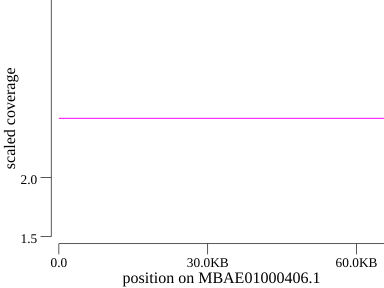 scaled coverage
2.0
1.5
0.0 30.0KB 60.0KB
position on MBAE01000406.1